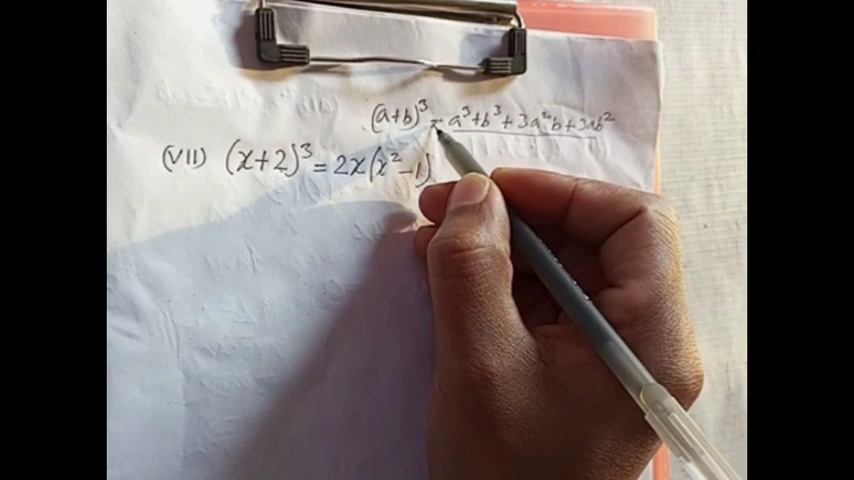 (a+b)³ = a³+b³+3a²b+3ab²
(VII) (x+2)³ = 2x(x²-1)